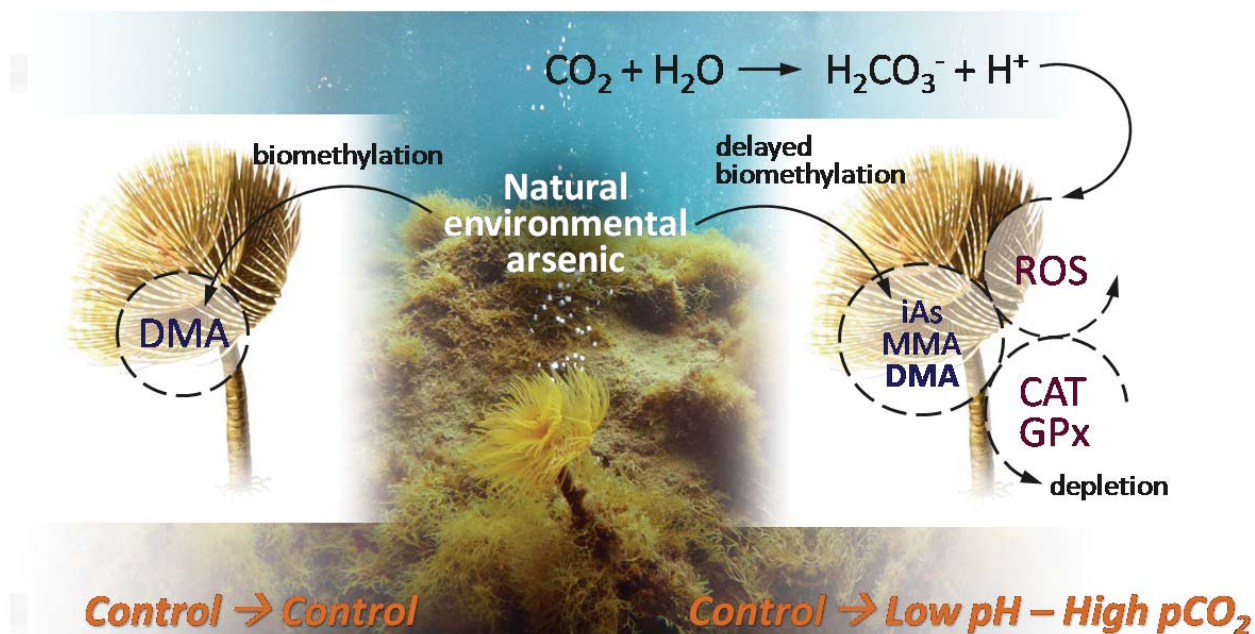 CO₂ + H₂O → H₂CO₃⁻ + H⁺
biomethylation
delayed
biomethylation
Natural
environmental
arsenic
DMA
iAs
MMA
DMA
ROS
CAT
GPx
depletion
Control → Control
Control → Low pH – High pCO₂